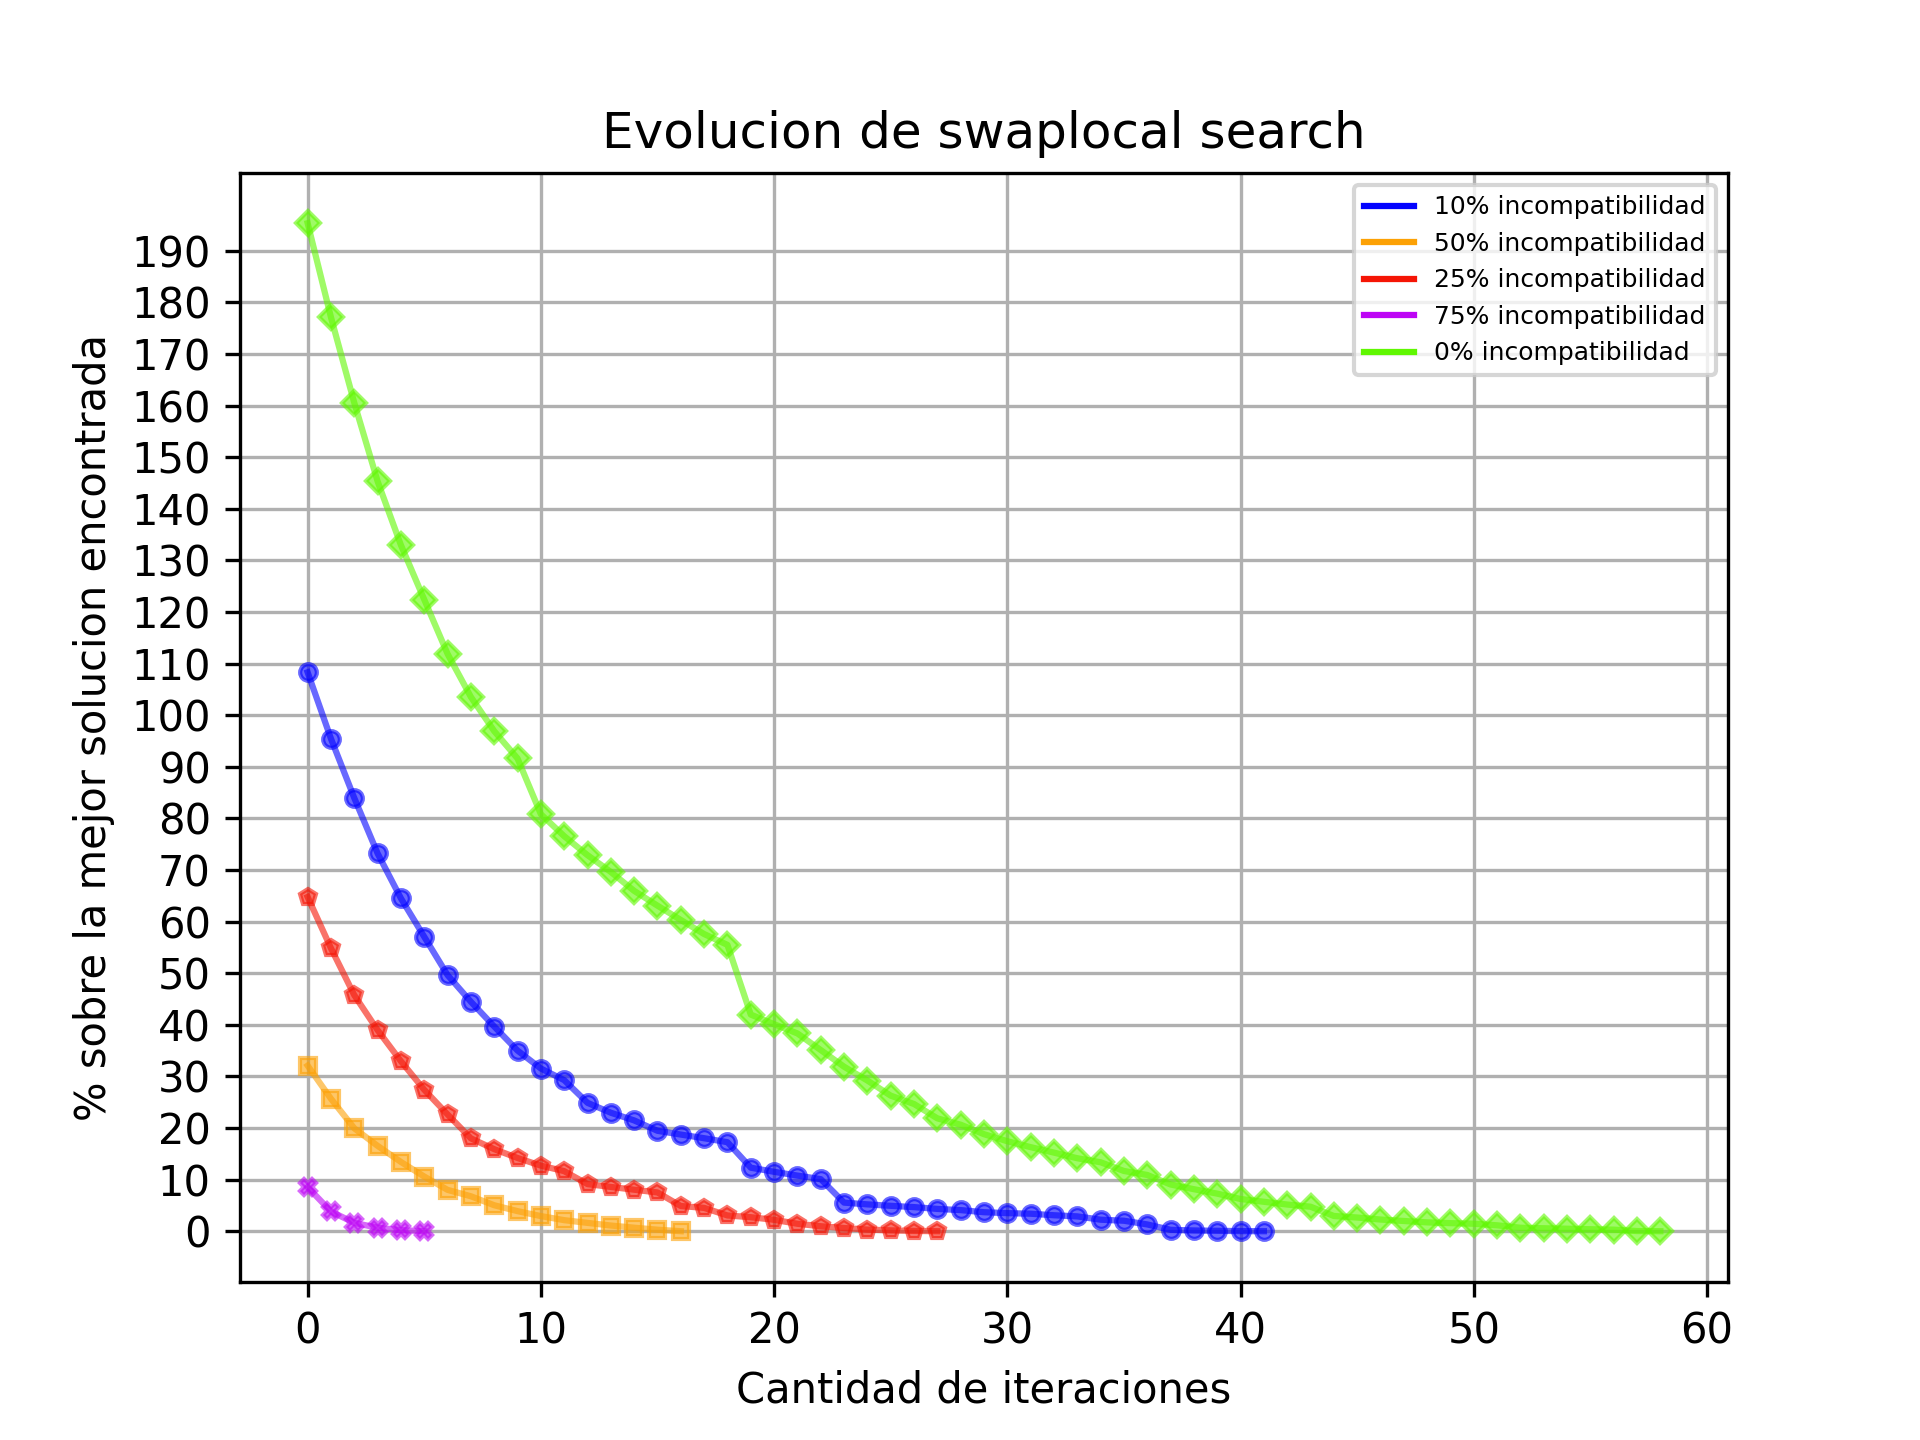 Evolucion de swaplocal search
10% incompatibilidad
50% incompatibilidad
25% incompatibilidad
75% incompatibilidad
0% incompatibilidad
% sobre la mejor solucion encontrada
190
180
170
160
150
140
130
120
110
100
90
80
70
60
50
40
30
20
10
0
0 10 20 30 40 50 60
Cantidad de iteraciones